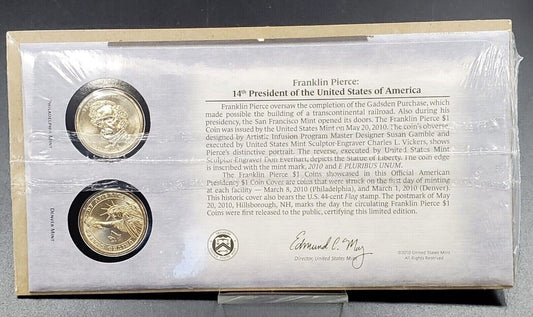 Franklin Pierce:
14th President of the United States of America
Franklin Pierce oversaw the completion of the Gadsden Purchase, which
made possible the building of a transcontinental railroad. Also during his
presidency, the San Francisco Mint opened its doors. The Franklin Pierce $1
Coin was issued by the United States Mint on May 20, 2010. The coin's obverse,
designed by Artistic Infusion Program Master Designer Susan Gamble and
executed by United States Mint Sculptor-Engraver Charles L. Vickers, shows
Pierce's distinctive portrait. The reverse, executed by United States Mint
Sculptor-Engraver Don Everhart, depicts the Statue of Liberty. The coin edge
is inscribed with the mint mark, 2010 and E PLURIBUS UNUM.
The Franklin Pierce $1 Coins showcased in this Official American
Presidency $1 Coin Cover are coins that were struck on the first day of minting
at each facility — March 8, 2010 (Philadelphia), and March 1, 2010 (Denver).
This historic cover also bears the U.S. 44-cent Flag stamp. The postmark of May
20, 2010, Hillsborough, NH, marks the day the circulating Franklin Pierce $1
Coins were first released to the public, certifying this limited edition.
Edmund C. Moy
Director, United States Mint
©2010 United States Mint
All Rights Reserved
PHILADELPHIA MINT
DENVER MINT